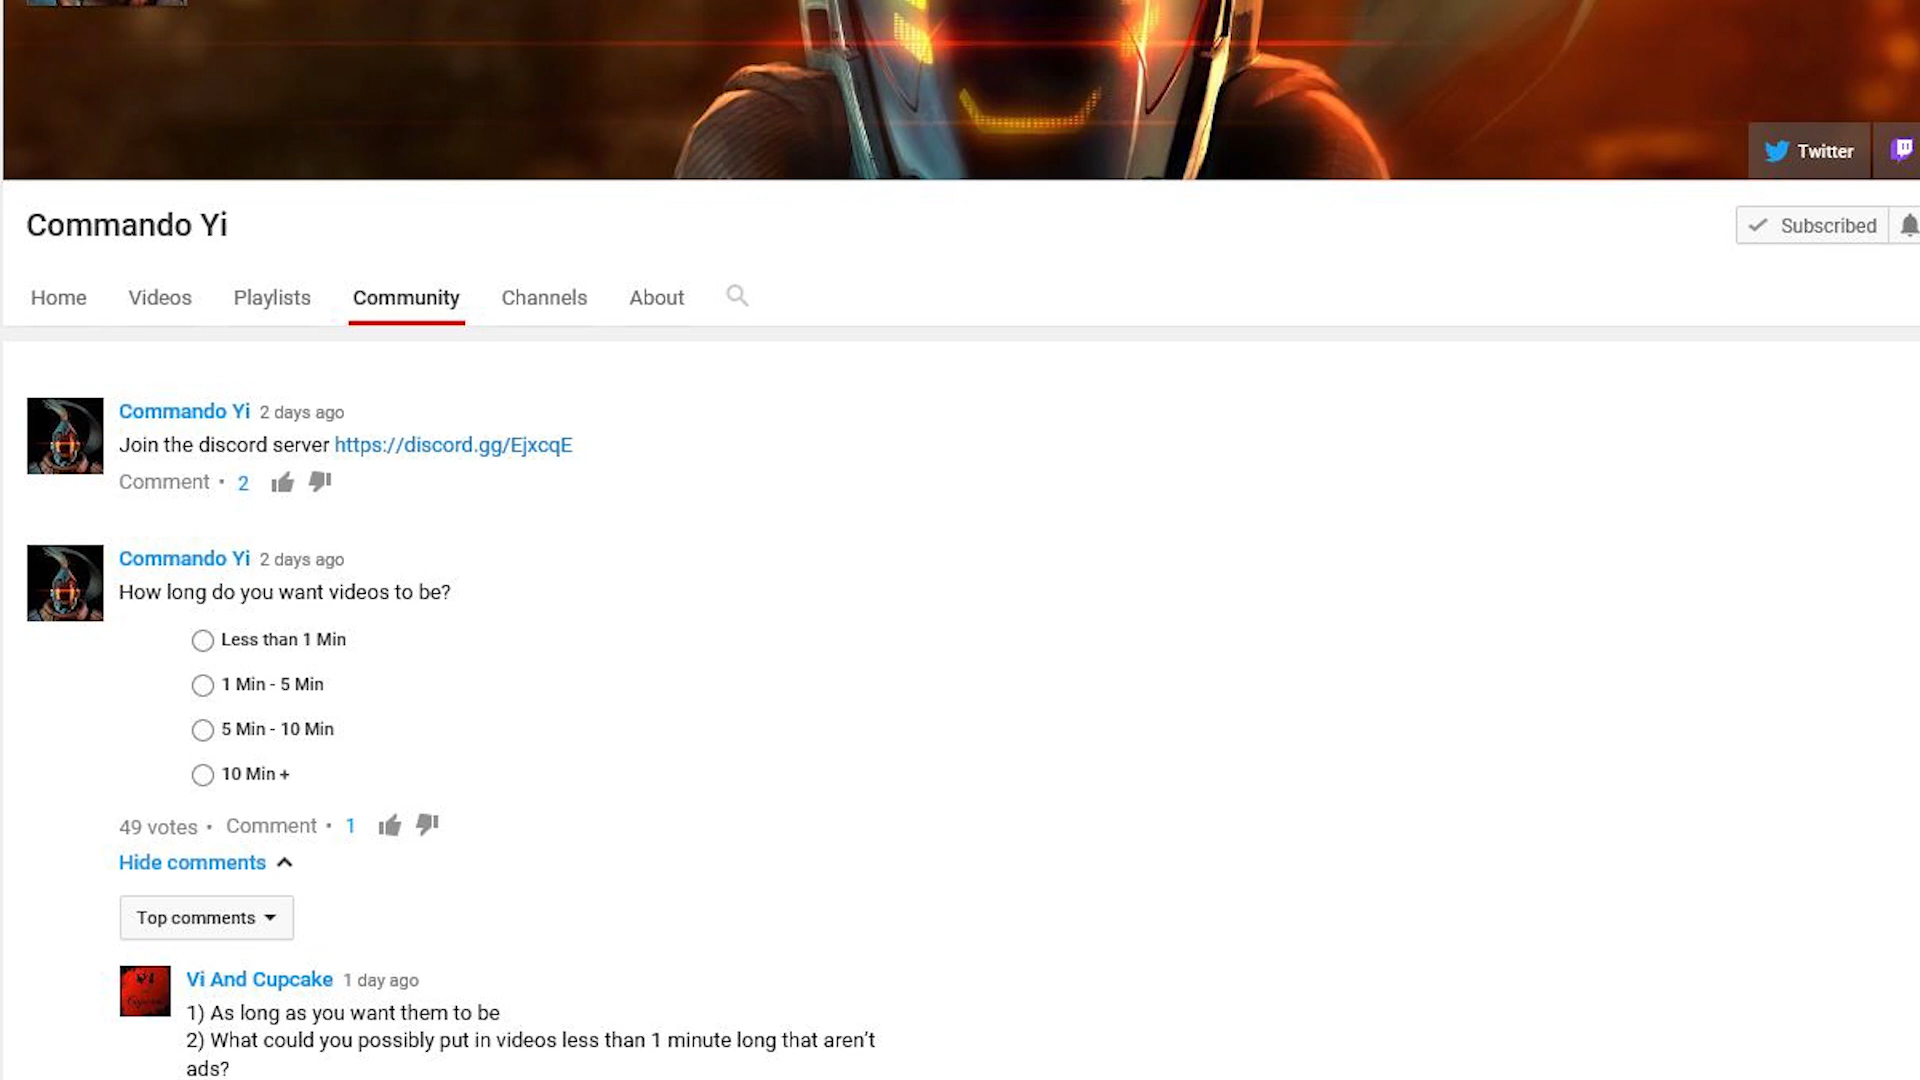 Twitter
Commando Yi
Subscribed
Home Videos Playlists Community Channels About
Commando Yi 2 days ago
Join the discord server https://discord.gg/EjxcqE
Comment • 2
Commando Yi 2 days ago
How long do you want videos to be?
Less than 1 Min
1 Min - 5 Min
5 Min - 10 Min
10 Min +
49 votes • Comment • 1
Hide comments
Top comments
Vi And Cupcake 1 day ago
1) As long as you want them to be
2) What could you possibly put in videos less than 1 minute long that aren't
ads?